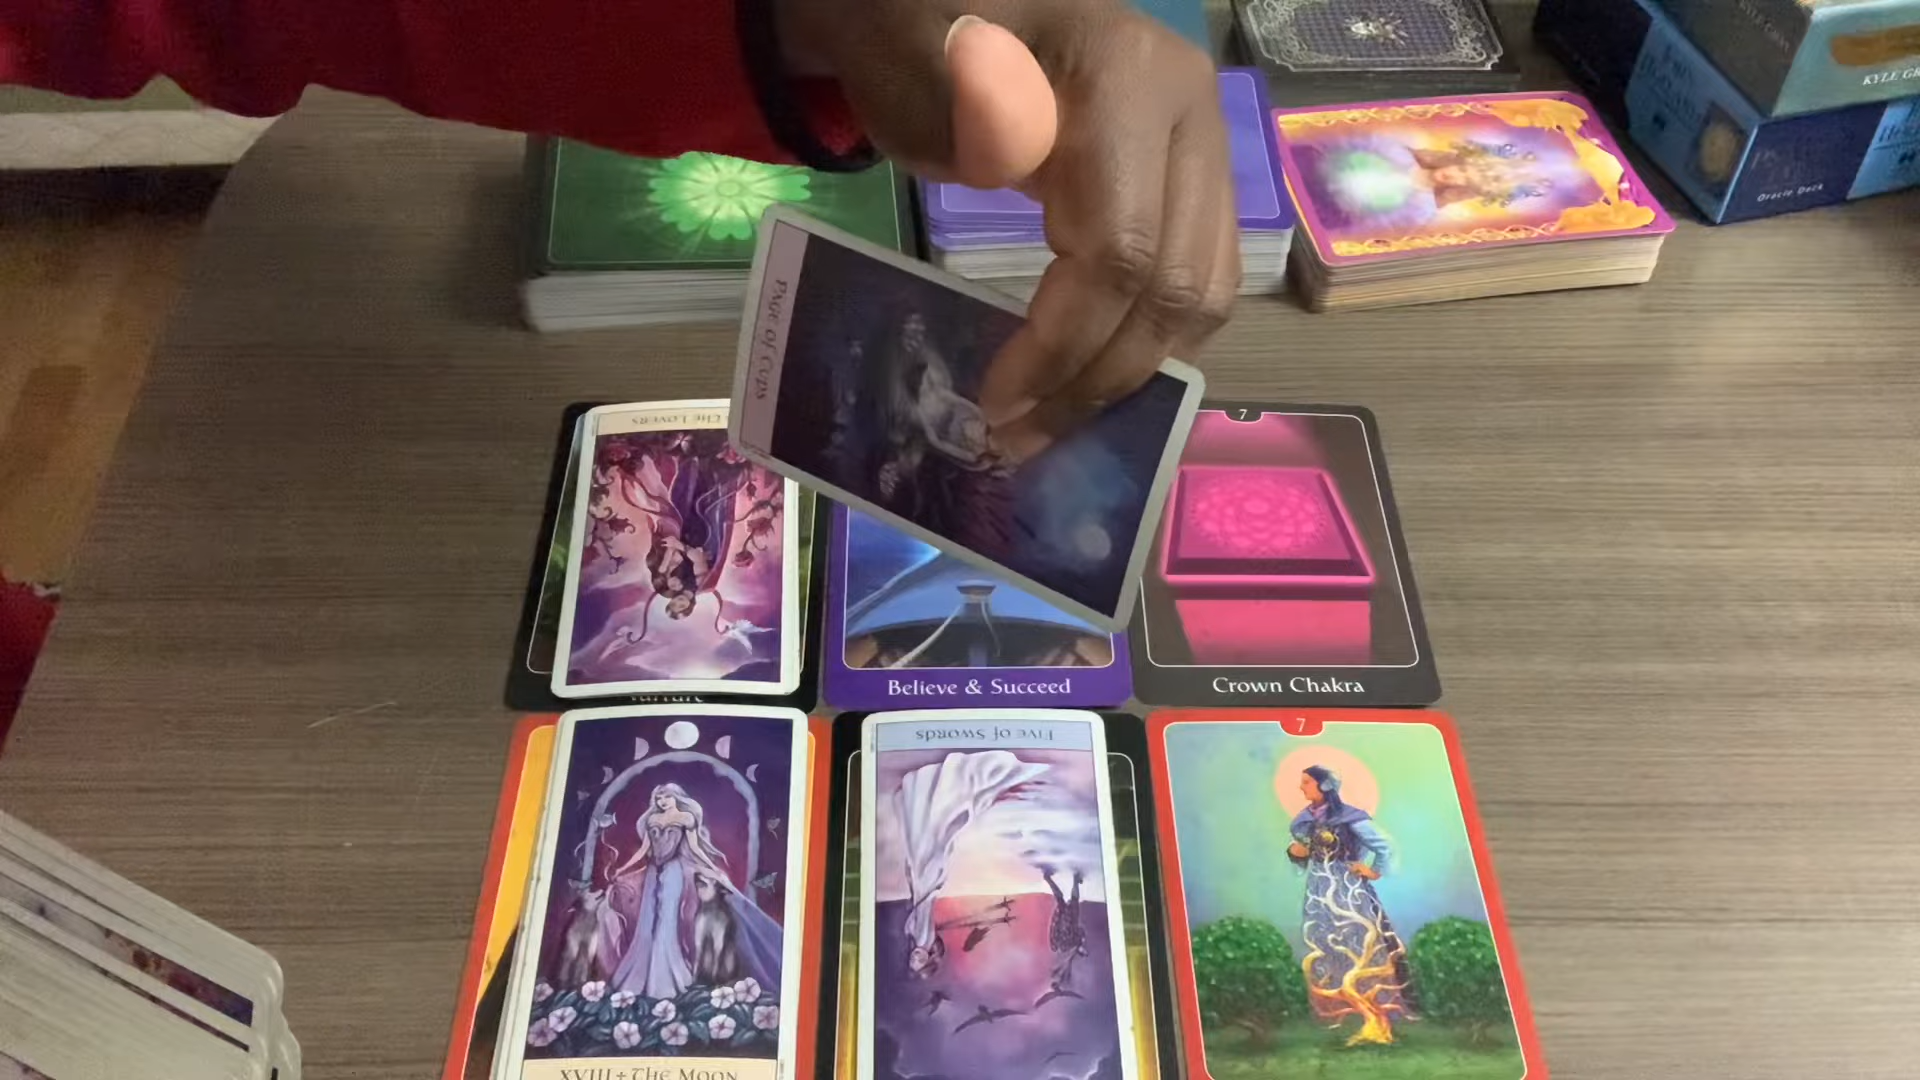 KYLE GR
Oracle Deck
PAGE OF CUPS
THE LOVERS
7
Believe & Succeed
Crown Chakra
FIVE OF SWORDS
7
XVIII + THE MOON